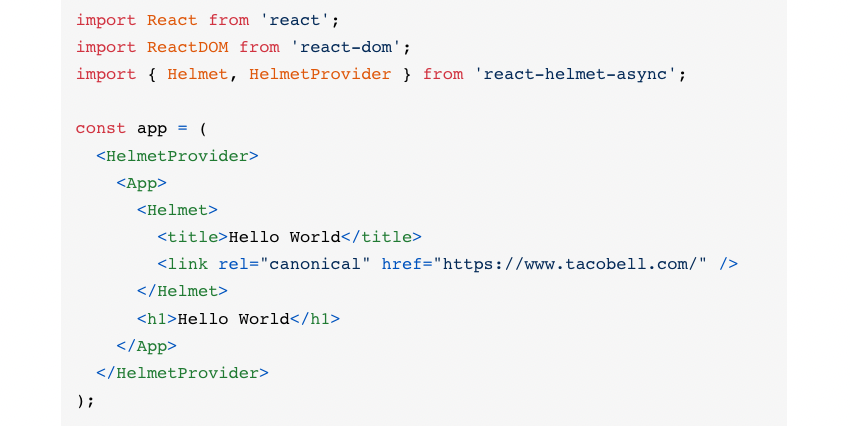 import React from 'react';
import ReactDOM from 'react-dom';
import { Helmet, HelmetProvider } from 'react-helmet-async';

const app = (
  <HelmetProvider>
    <App>
      <Helmet>
        <title>Hello World</title>
        <link rel="canonical" href="https://www.tacobell.com/" />
      </Helmet>
      <h1>Hello World</h1>
    </App>
  </HelmetProvider>
);